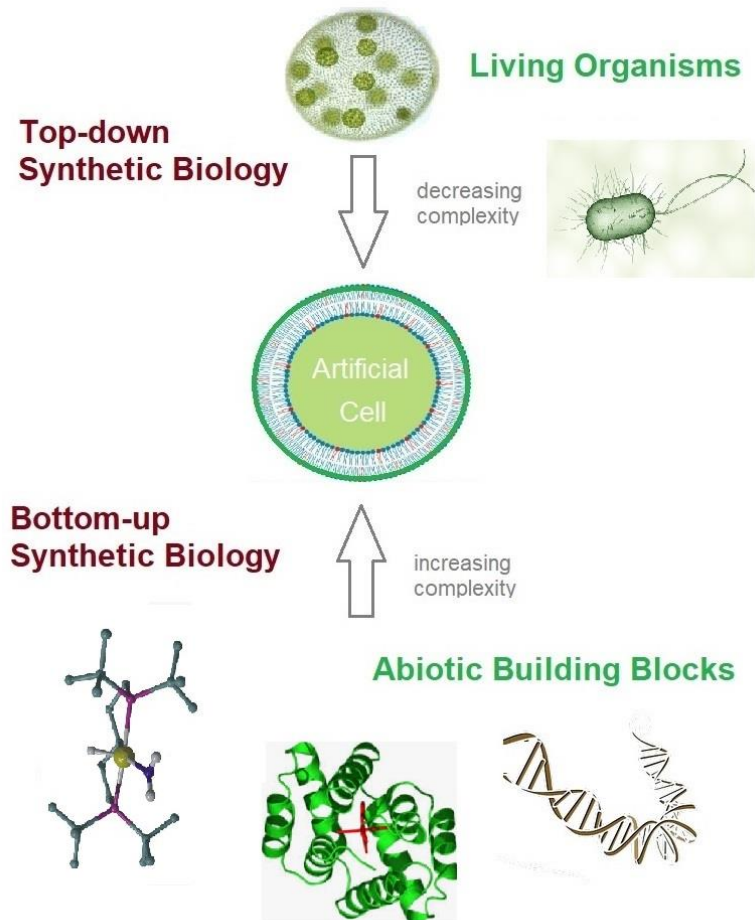 Living Organisms
Top-down
Synthetic Biology
decreasing
complexity
Artificial
Cell
Bottom-up
Synthetic Biology
increasing
complexity
Abiotic Building Blocks